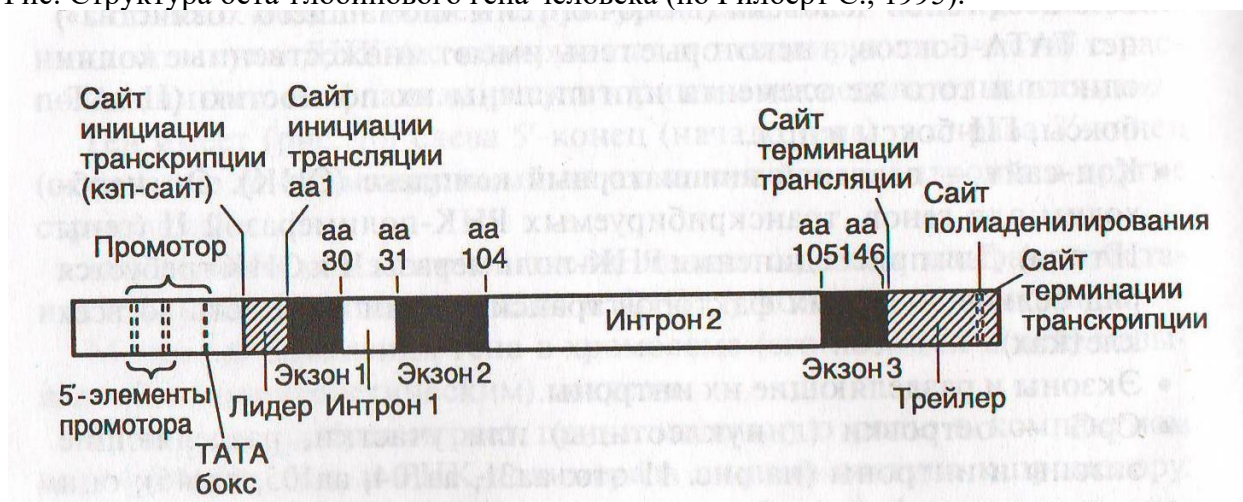 Рис. Структура бета-глобинового гена человека (по Гилберт С., 1993).
Сайт
инициации
транскрипции
(кэп-сайт)
Сайт
инициации
трансляции
аа1
Сайт
терминации
трансляции
Сайт
полиаденилирования
Сайт
терминации
транскрипции
Промотор
аа
30
аа
31
аа
104
аа
105
аа
146
Интрон 2
Экзон 1
Экзон 2
Экзон 3
5'-элементы
промотора
Лидер
Интрон 1
Трейлер
ТАТА
бокс